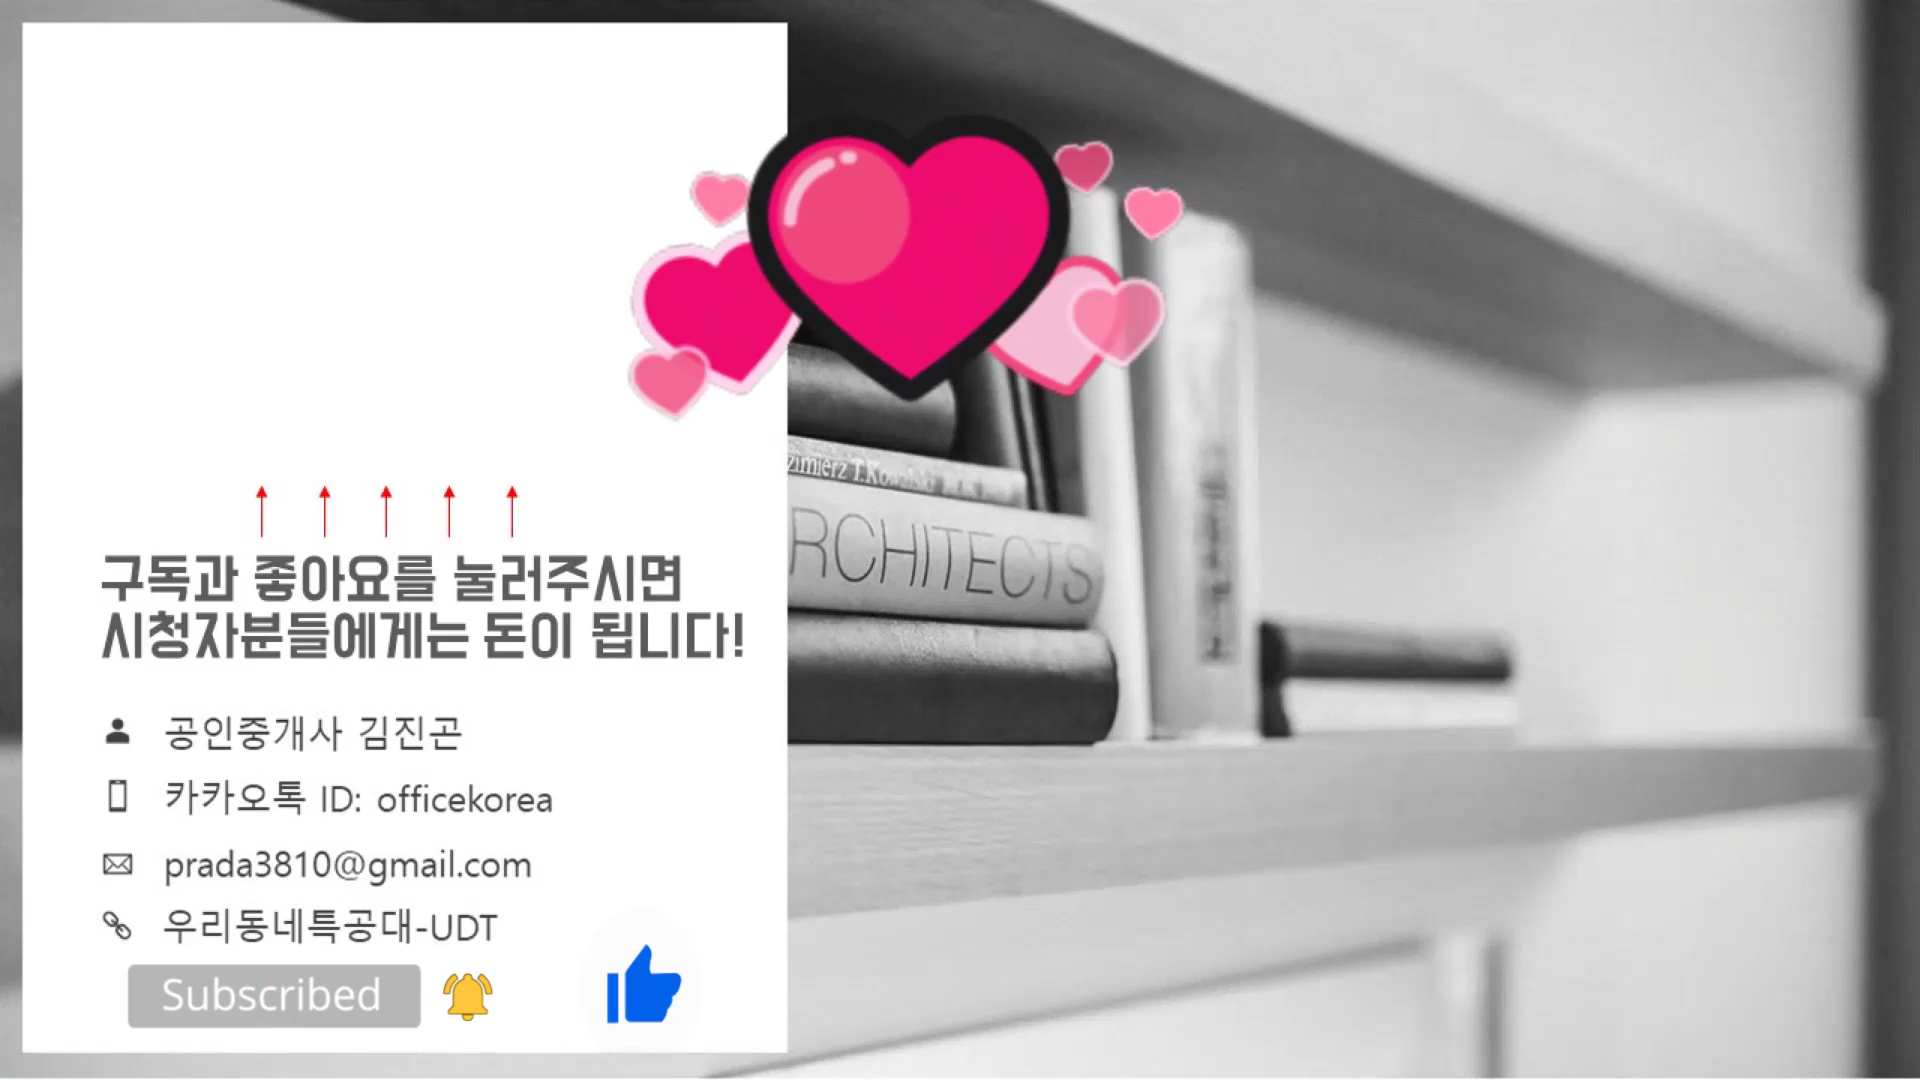 구독과 좋아요를 눌러주시면
시청자분들에게는 돈이 됩니다!
공인중개사 김진곤
카카오톡 ID: officekorea
prada3810@gmail.com
우리동네특공대-UDT
Subscribed
zimierz T.Kowalski
RCHITECTS